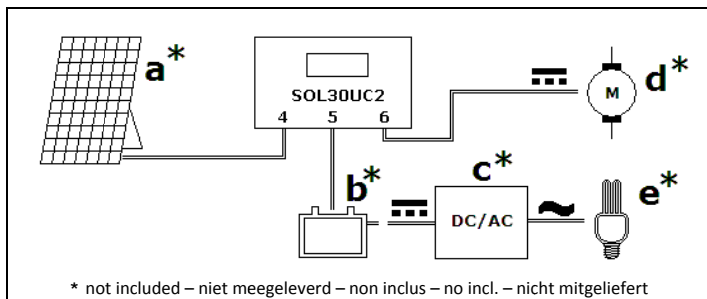 a*
SOL30UC2
4 5 6
M
d*
b*
c*
DC/AC
e*
* not included – niet meegeleverd – non inclus – no incl. – nicht mitgeliefert